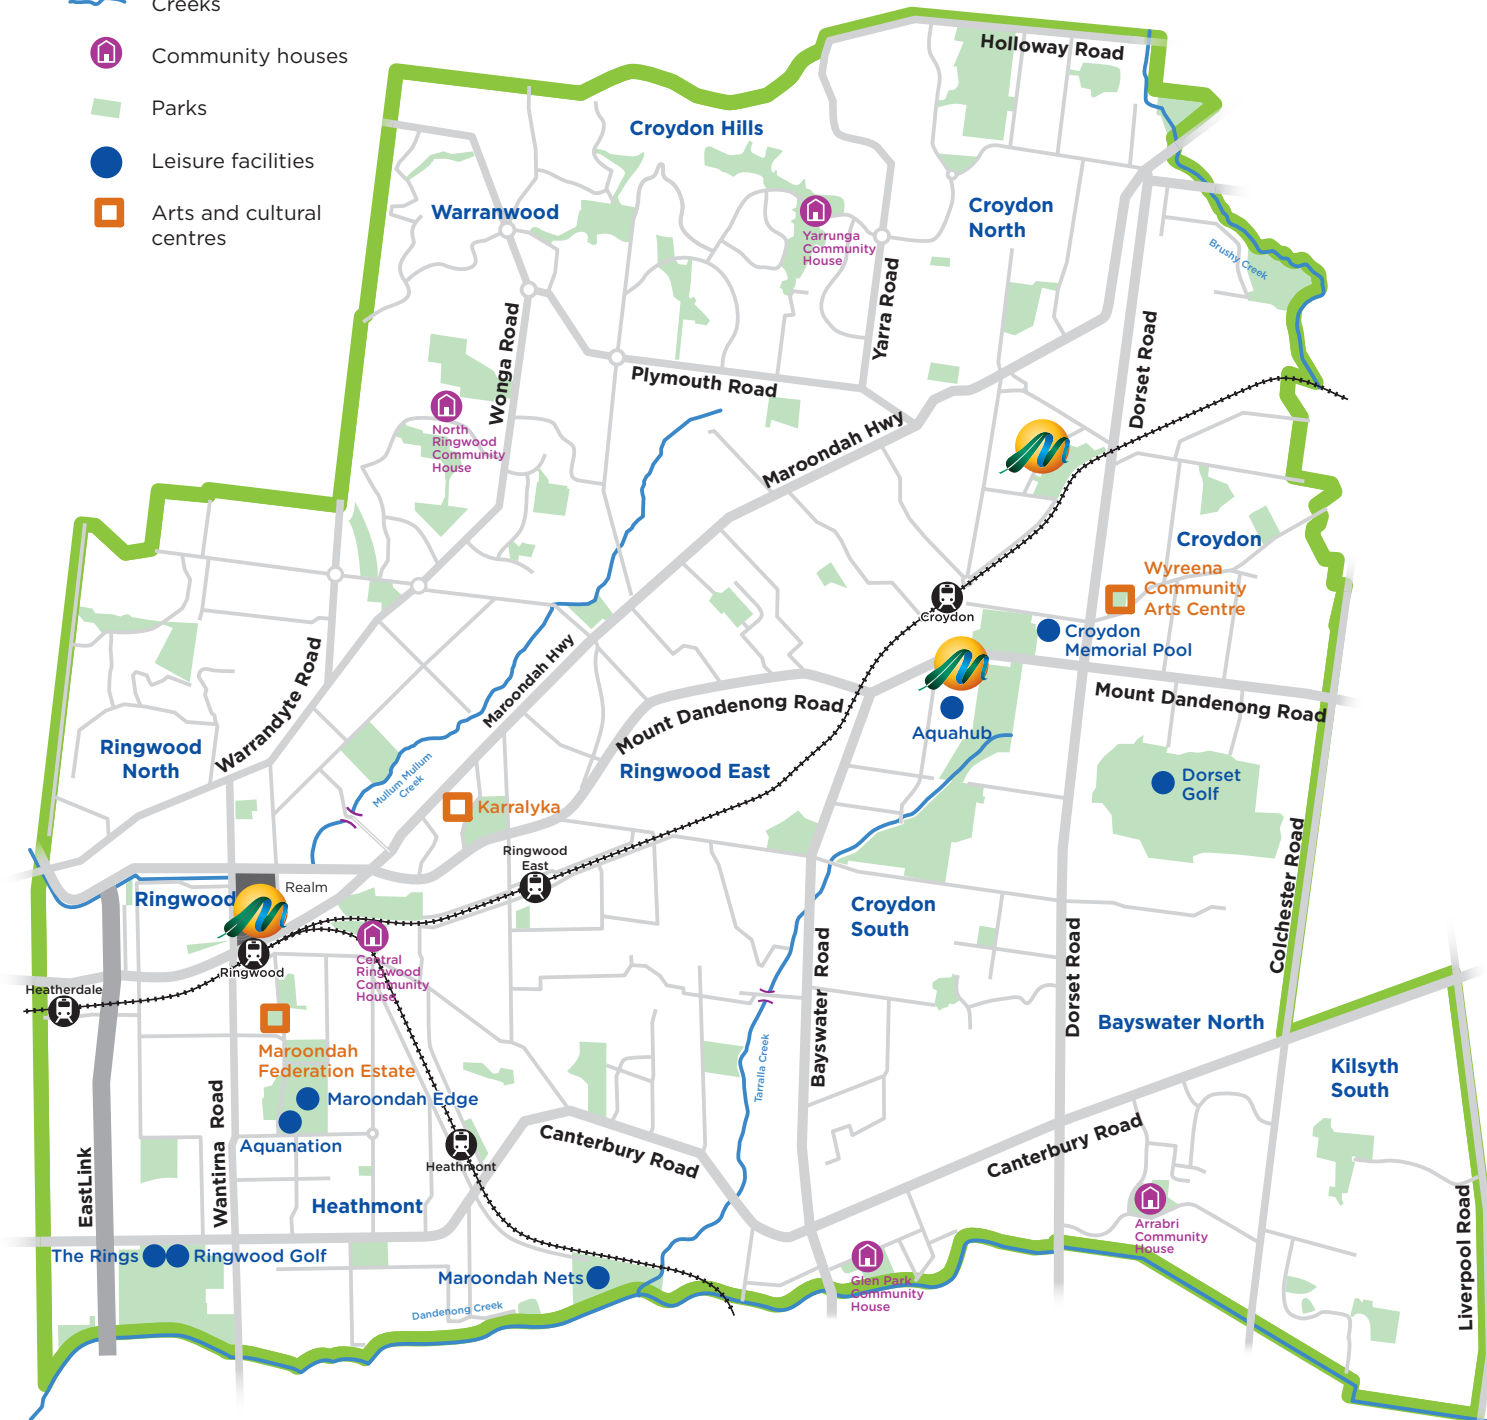 Creeks
Community houses
Parks
Leisure facilities
Arts and cultural
centres
Holloway Road
Croydon Hills
Warranwood
Croydon
North
Yarrunga
Community
House
Brushy Creek
Yarra Road
Wonga Road
Dorset Road
Plymouth Road
North
Ringwood
Community
House
Maroondah Hwy
Croydon
Wyreena
Community
Arts Centre
Croydon
Croydon
Memorial Pool
Maroondah Hwy
Warrandyte Road
Mount Dandenong Road
Mount Dandenong Road
Aquahub
Ringwood
North
Ringwood East
Mullum Mullum
Creek
Dorset
Golf
Karralyka
Colchester Road
Ringwood
East
Realm
Ringwood
Croydon
South
Bayswater Road
Dorset Road
Ringwood
Central
Ringwood
Community
House
Heatherdale
Bayswater North
Maroondah
Federation Estate
Tarralla Creek
Kilsyth
South
Maroondah Edge
Aquanation
Canterbury Road
Canterbury Road
Heathmont
EastLink
Wantirna Road
Heathmont
Arrabri
Community
House
Liverpool Road
The Rings
Ringwood Golf
Maroondah Nets
Glen Park
Community
House
Dandenong Creek